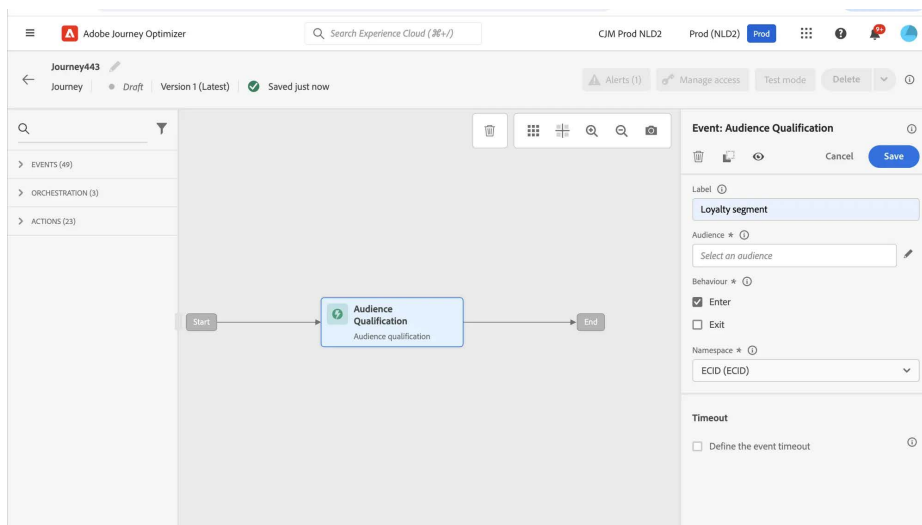 Adobe Journey Optimizer
Search Experience Cloud (⌘+/)
CJM Prod NLD2
Prod (NLD2)
Prod
9+
Journey443
Journey
Draft
Version 1 (Latest)
Saved just now
Alerts (1)
Manage access
Test mode
Delete
EVENTS (49)
ORCHESTRATION (3)
ACTIONS (23)
Start
Audience
Qualification
Audience qualification
End
Event: Audience Qualification
Cancel
Save
Label
Loyalty segment
Audience *
Select an audience
Behaviour *
Enter
Exit
Namespace *
ECID (ECID)
Timeout
Define the event timeout